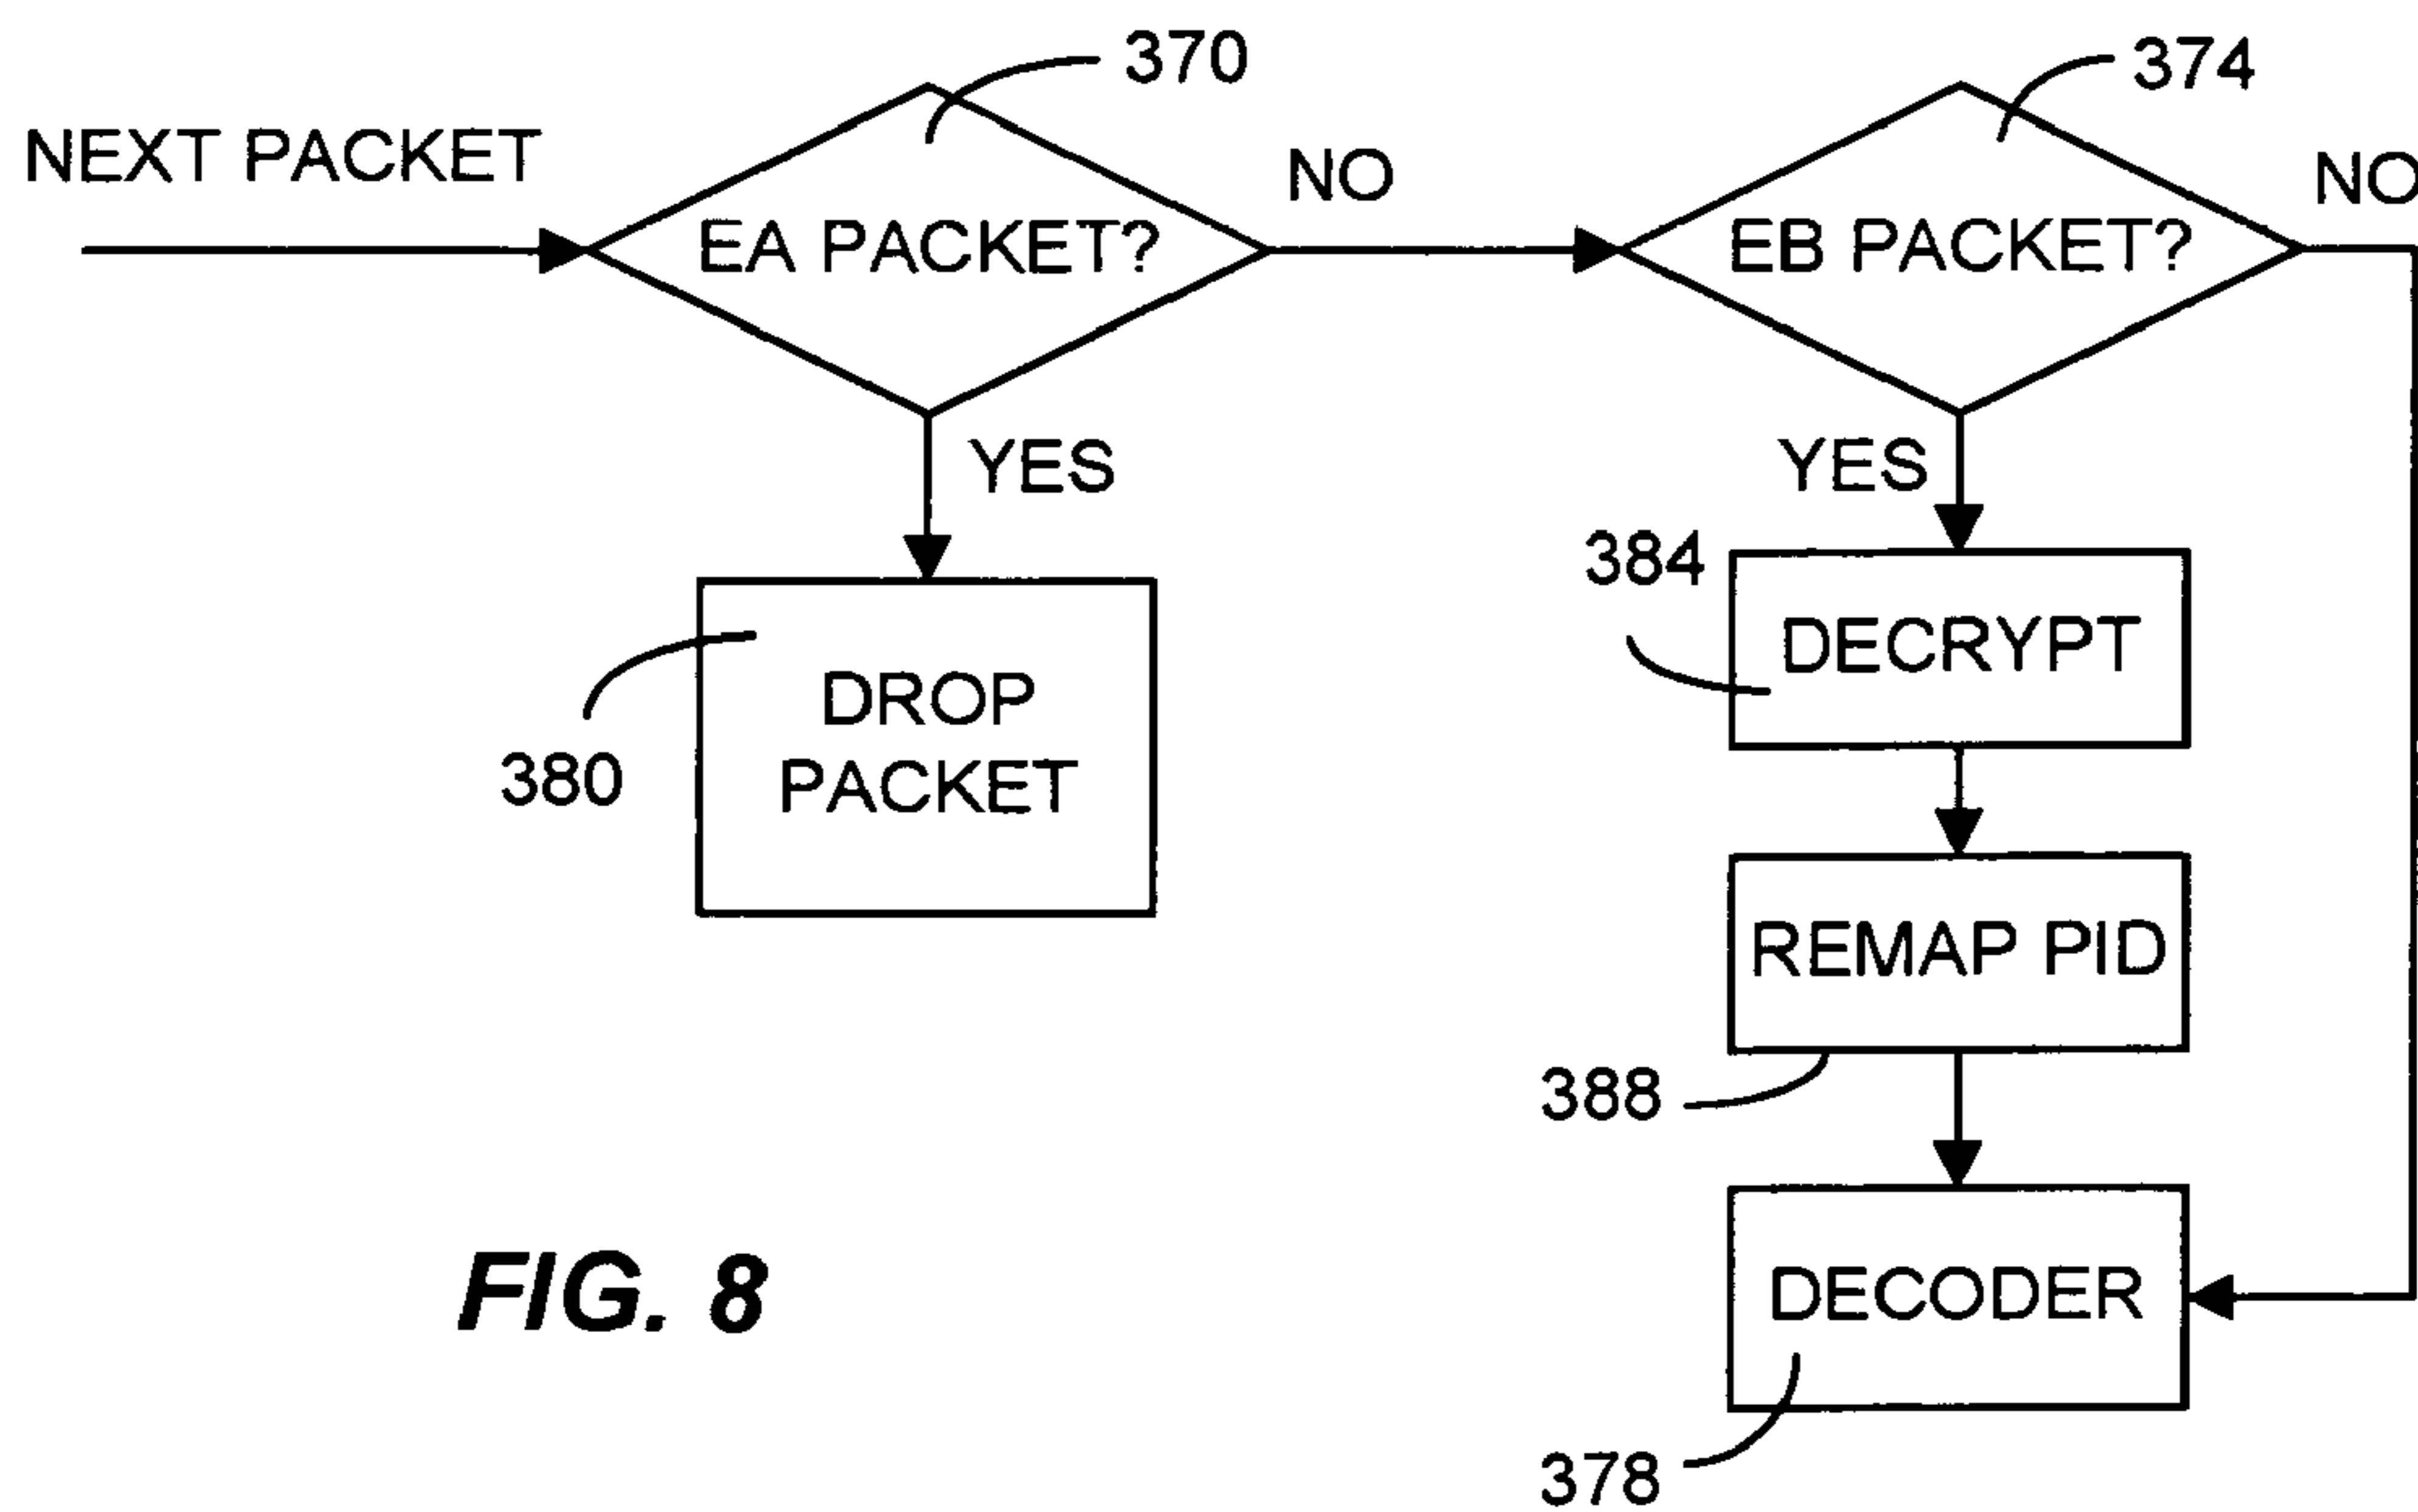 370
374
NEXT PACKET
NO
NO
EA PACKET?
EB PACKET?
YES
YES
384
DECRYPT
DROP
PACKET
380
REMAP PID
388
DECODER
FIG. 8
378